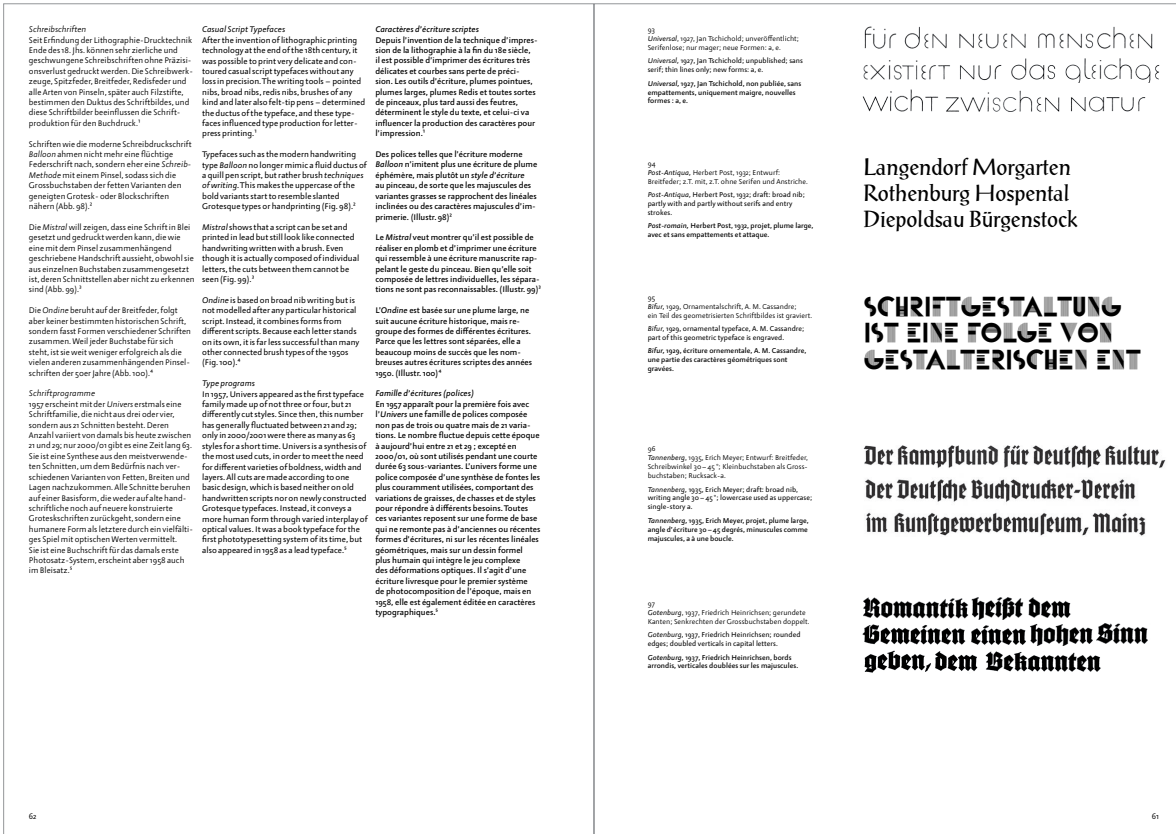 Schreibschriften
Seit Erfindung der Lithographie-Drucktechnik
Ende des 18. Jhs. können sehr zierliche und
geschwungene Schreibschriften ohne Präzisi-
onsverlust gedruckt werden. Die Schreibwerk-
zeuge, Spitzfeder, Breitfeder, Redisfeder und
alle Arten von Pinseln, später auch Filzstifte,
bestimmen den Duktus des Schriftbildes, und
diese Schriftbilder beeinflussen die Schrift-
produktion für den Buchdruck.¹
Schriften wie die moderne Schreibdruckschrift
Balloon ahmen nicht mehr eine flüchtige
Federschrift nach, sondern eher eine Schreib-
Methode mit einem Pinsel, sodass sich die
Grossbuchstaben der fetten Varianten den
geneigten Grotesk- oder Blockschriften
nähern (Abb. 98).²
Die Mistral will zeigen, dass eine Schrift in Blei
gesetzt und gedruckt werden kann, die wie
eine mit dem Pinsel zusammenhängend
geschriebene Handschrift aussieht, obwohl sie
aus einzelnen Buchstaben zusammengesetzt
ist, deren Schnittstellen aber nicht zu erkennen
sind (Abb. 99).³
Die Ondine beruht auf der Breitfeder, folgt
aber keiner bestimmten historischen Schrift,
sondern fasst Formen verschiedener Schriften
zusammen. Weil jeder Buchstabe für sich
steht, ist sie weit weniger erfolgreich als die
vielen anderen zusammenhängenden Pinsel-
schriften der 50er Jahre (Abb. 100).⁴
Schriftprogramme
1957 erscheint mit der Univers erstmals eine
Schriftfamilie, die nicht aus drei oder vier,
sondern aus 21 Schnitten besteht. Deren
Anzahl variiert von damals bis heute zwischen
21 und 29; nur 2000/01 gibt es eine Zeit lang 63.
Sie ist eine Synthese aus den meistverwende-
ten Schnitten, um dem Bedürfnis nach ver-
schiedenen Varianten von Fetten, Breiten und
Lagen nachzukommen. Alle Schnitte beruhen
auf einer Basisform, die weder auf alte hand-
schriftliche noch auf neuere konstruierte
Groteskschriften zurückgeht, sondern eine
humanere Form als letztere durch ein vielfälti-
ges Spiel mit optischen Werten vermittelt.
Sie ist eine Buchschrift für das damals erste
Photosatz-System, erscheint aber 1958 auch
im Bleisatz.⁵
Casual Script Typefaces
After the invention of lithographic printing
technology at the end of the 18th century, it
was possible to print very delicate and con-
toured casual script typefaces without any
loss in precision. The writing tools – pointed
nibs, broad nibs, redis nibs, brushes of any
kind and later also felt-tip pens – determined
the ductus of the typeface, and these type-
faces influenced type production for letter-
press printing.¹
Typefaces such as the modern handwriting
type Balloon no longer mimic a fluid ductus of
a quill pen script, but rather brush techniques
of writing. This makes the uppercase of the
bold variants start to resemble slanted
Grotesque types or handprinting (Fig. 98).²
Mistral shows that a script can be set and
printed in lead but still look like connected
handwriting written with a brush. Even
though it is actually composed of individual
letters, the cuts between them cannot be
seen (Fig. 99).³
Ondine is based on broad nib writing but is
not modelled after any particular historical
script. Instead, it combines forms from
different scripts. Because each letter stands
on its own, it is far less successful than many
other connected brush types of the 1950s
(Fig. 100).⁴
Type programs
In 1957, Univers appeared as the first typeface
family made up of not three or four, but 21
differently cut styles. Since then, this number
has generally fluctuated between 21 and 29;
only in 2000/2001 were there as many as 63
styles for a short time. Univers is a synthesis of
the most used cuts, in order to meet the need
for different varieties of boldness, width and
layers. All cuts are made according to one
basic design, which is based neither on old
handwritten scripts nor on newly constructed
Grotesque typefaces. Instead, it conveys a
more human form through varied interplay of
optical values. It was a book typeface for the
first photypesetting system of its time, but
also appeared in 1958 as a lead typeface.⁵
Caractères d'écriture scriptes
Depuis l'invention de la technique d'impres-
sion de la lithographie à la fin du 18e siècle,
il est possible d'imprimer des écritures très
délicates et courbes sans perte de préci-
sion. Les outils d'écriture, plumes pointues,
plumes larges, plumes Redis et toutes sortes
de pinceaux, plus tard aussi des feutres,
déterminent le style du texte, et celui-ci va
influencer la production des caractères pour
l'impression.¹
Des polices telles que l'écriture moderne
Balloon n'imitent plus une écriture de plume
éphémère, mais plutôt un style d'écriture
au pinceau, de sorte que les majuscules des
variantes grasses se rapprochent des linéales
inclinées ou des caractères majuscules d'im-
primerie. (Illustr. 98)²
Le Mistral veut montrer qu'il est possible de
réaliser en plomb et d'imprimer une écriture
qui ressemble à une écriture manuscrite rap-
pelant le geste du pinceau. Bien qu'elle soit
composée de lettres individuelles, les sépara-
tions ne sont pas reconnaissables. (Illustr. 99)³
L'Ondine est basée sur une plume large, ne
suit aucune écriture historique, mais re-
groupe des formes de différentes écritures.
Parce que les lettres sont séparées, elle a
beaucoup moins de succès que les nom-
breuses autres écritures scriptes des années
1950. (Illustr. 100)⁴
Famille d'écritures (polices)
En 1957 apparaît pour la première fois avec
l'Univers une famille de polices composée
non pas de trois ou quatre mais de 21 varia-
tions. Le nombre fluctue depuis cette époque
à aujourd'hui entre 21 et 29 ; excepté en
2000/01, où sont utilisés pendant une courte
durée 63 sous-variantes. L'univers forme une
police composée d'une synthèse de fontes les
plus couramment utilisées, comportant des
variations de graisses, de chasses et de styles
pour répondre à différents besoins. Toutes
ces variantes reposent sur une forme de base
qui ne remonte pas à d'anciennes ou récentes
formes d'écritures, ni sur les récentes linéales
géométriques, mais sur un dessin formel
plus humain qui intègre le jeu complexe
des déformations optiques. Il s'agit d'une
écriture livresque pour le premier système
de photocomposition de l'époque, mais en
1958, elle est également éditée en caractères
typographiques.⁵
62
93
Universal, 1927, Jan Tschichold; unveröffentlicht;
Serifenlose; nur mager; neue Formen: a, e.
Universal, 1927, Jan Tschichold; unpublished; sans
serif; thin lines only; new forms: a, e.
Universal, 1927, Jan Tschichold, non publiée, sans
empattements, uniquement maigre, nouvelles
formes : a, e.
für den neuen menschen
existiert nur das gleichge
wicht zwischen natur
94
Post-Antiqua, Herbert Post, 1932; Entwurf:
Breitfeder; z.T. mit, z.T. ohne Serifen und Anstriche.
Post-Antiqua, Herbert Post, 1932; draft: broad nib;
partly with and partly without serifs and entry
strokes.
Post-romain, Herbert Post, 1932, projet, plume large,
avec et sans empattements et attaque.
Langendorf Morgarten
Rothenburg Hospental
Diepoldsau Bürgenstock
95
Bifur, 1929, Ornamentalschrift, A. M. Cassandre;
ein Teil des geometrisierten Schriftbildes ist graviert.
Bifur, 1929, ornamental typeface, A. M. Cassandre;
part of this geometric typeface is engraved.
Bifur, 1929, écriture ornementale, A. M. Cassandre,
une partie des caractères géométriques sont
gravées.
SCHRIFTGESTALTUNG
IST EINE FOLGE VON
GESTALTERISCHEN ENT
96
Tannenberg, 1935, Erich Meyer; Entwurf: Breitfeder,
Schreibwinkel 30 – 45°; Kleinbuchstaben als Gross-
buchstaben; Rucksack-a.
Tannenberg, 1935, Erich Meyer; draft: broad nib,
writing angle 30 – 45°; lowercase used as uppercase;
single-story a.
Tannenberg, 1935, Erich Meyer, projet, plume large,
angle d'écriture 30 – 45 degrés, minuscules comme
majuscules, a à une boucle.
Der Kampfbund für deutſche Kultur,
der Deutſche Buchdrucker-Verein
im Kunſtgewerbemuſeum, Mainz
97
Gotenburg, 1937, Friedrich Heinrichsen; gerundete
Kanten; Senkrechten der Grossbuchstaben doppelt.
Gotenburg, 1937, Friedrich Heinrichsen; rounded
edges; doubled verticals in capital letters.
Gotenburg, 1937, Friedrich Heinrichsen, bords
arrondis, verticales doublées sur les majuscules.
Romantik heißt dem
Gemeinen einen hohen Sinn
geben, dem Bekannten
61